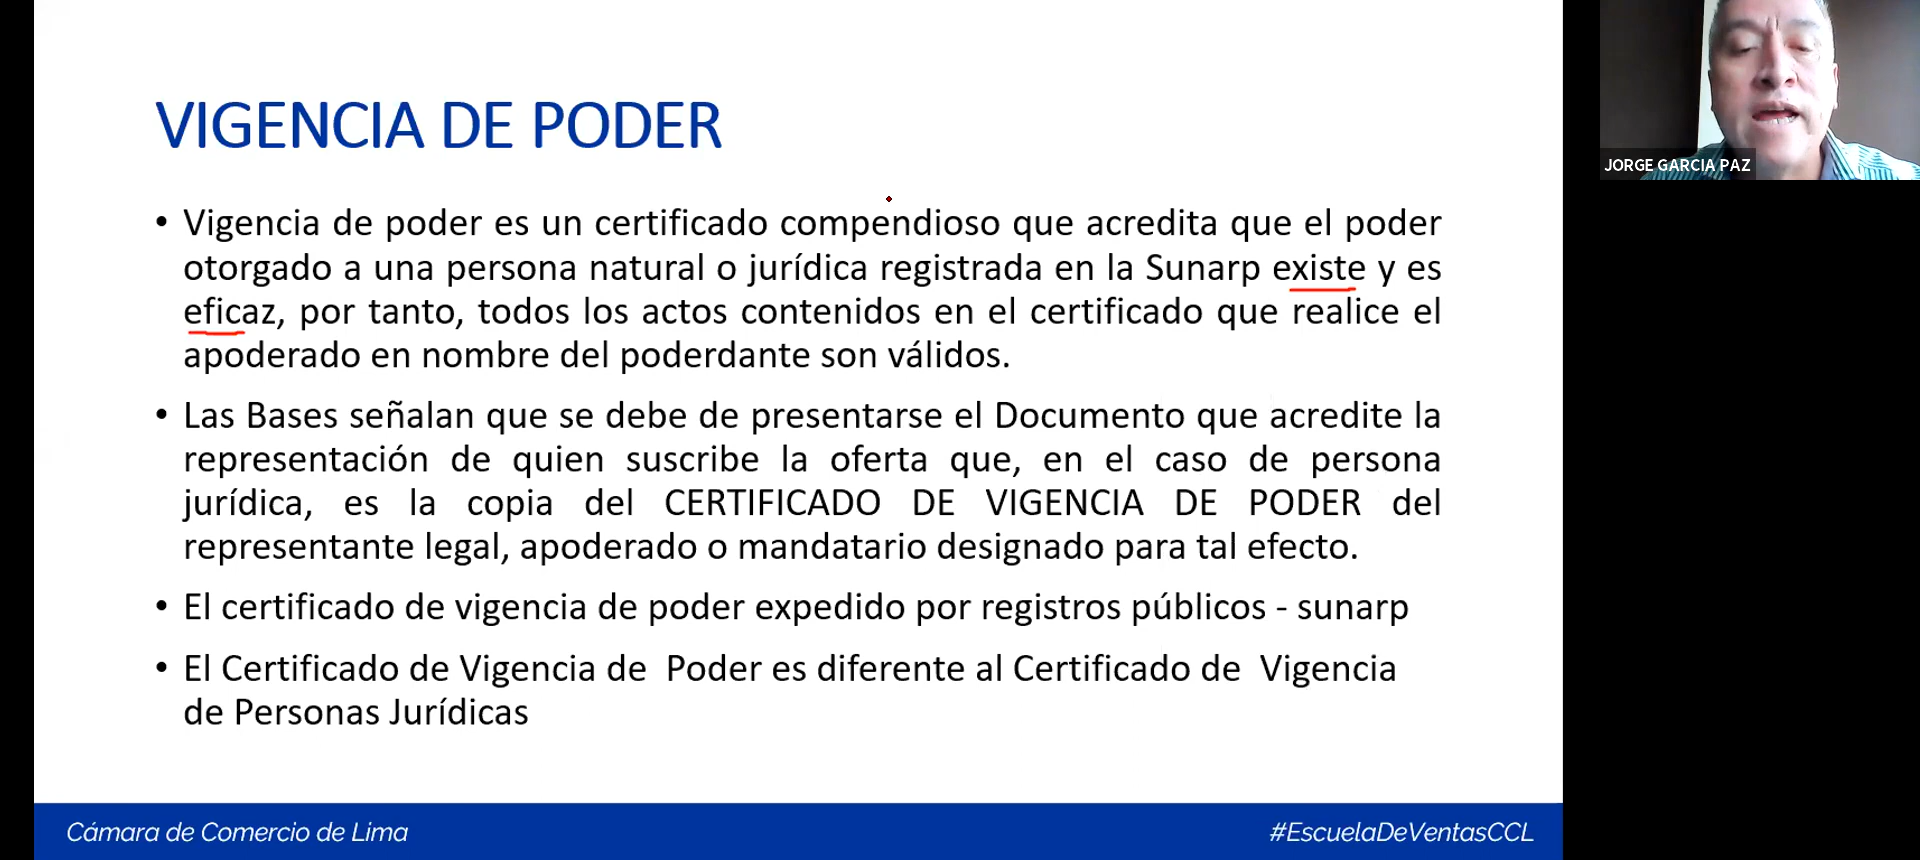 VIGENCIA DE PODER
• Vigencia de poder es un certificado compendioso que acredita que el poder
otorgado a una persona natural o jurídica registrada en la Sunarp existe y es
eficaz, por tanto, todos los actos contenidos en el certificado que realice el
apoderado en nombre del poderdante son válidos.
• Las Bases señalan que se debe de presentarse el Documento que acredite la
representación de quien suscribe la oferta que, en el caso de persona
jurídica, es la copia del CERTIFICADO DE VIGENCIA DE PODER del
representante legal, apoderado o mandatario designado para tal efecto.
• El certificado de vigencia de poder expedido por registros públicos - sunarp
• El Certificado de Vigencia de Poder es diferente al Certificado de Vigencia
de Personas Jurídicas
Cámara de Comercio de Lima
#EscuelaDeVentasCCL
JORGE GARCIA PAZ